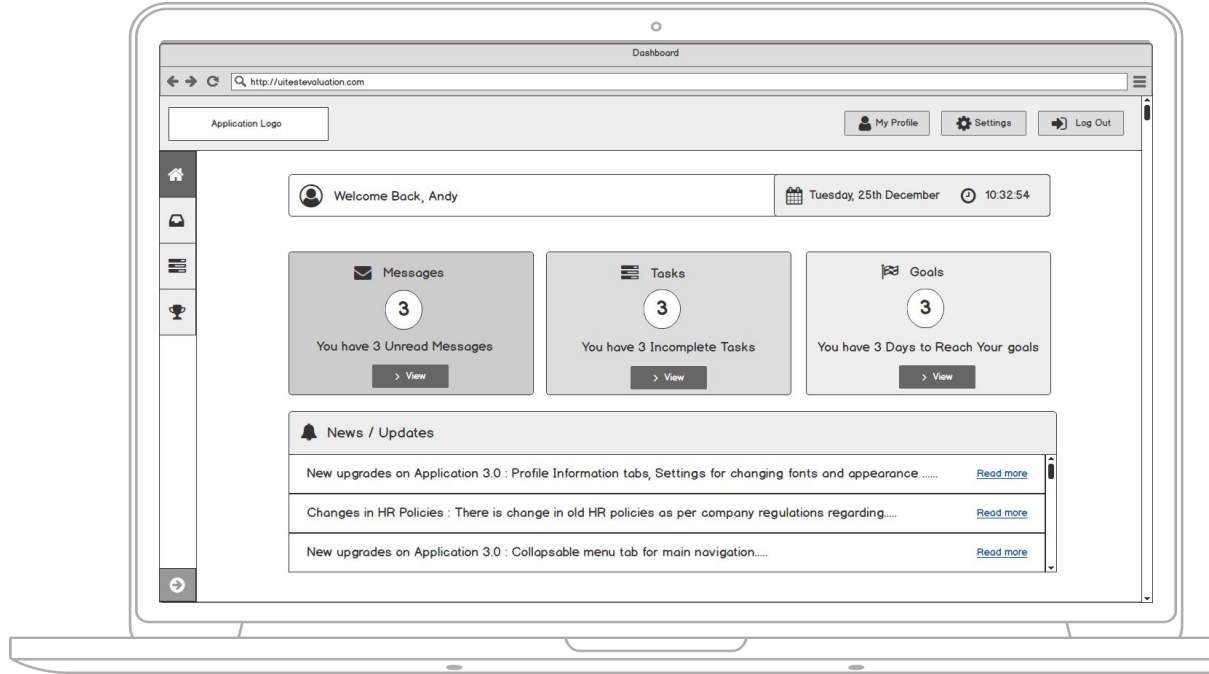 Dashboard
http://uitestevaluation.com
Application Logo
My Profile
Settings
Log Out
Welcome Back, Andy
Tuesday, 25th December
10:32:54
Messages
3
You have 3 Unread Messages
> View
Tasks
3
You have 3 Incomplete Tasks
> View
Goals
3
You have 3 Days to Reach Your goals
> View
News / Updates
New upgrades on Application 3.0 : Profile Information tabs, Settings for changing fonts and appearance ...... Read more
Changes in HR Policies : There is change in old HR policies as per company regulations regarding..... Read more
New upgrades on Application 3.0 : Collapsable menu tab for main navigation..... Read more